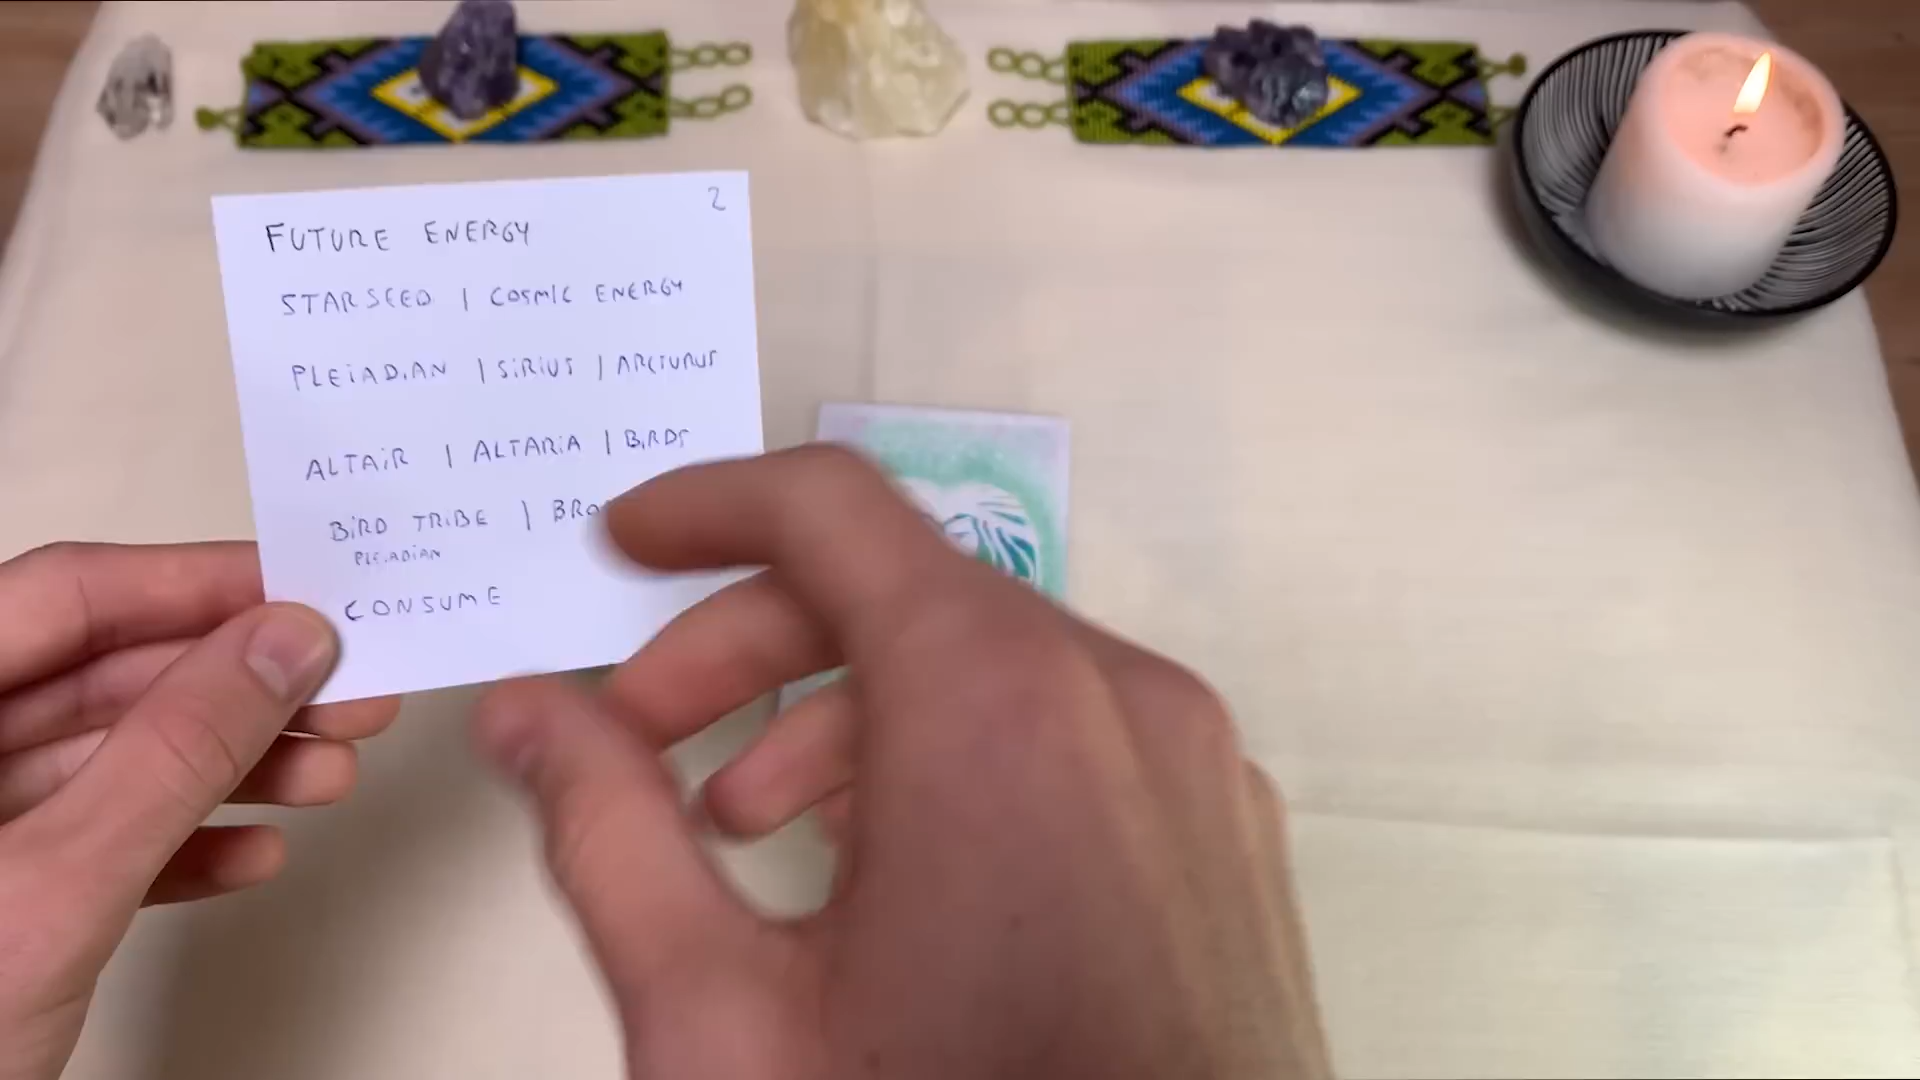 2
FUTURE ENERGY
STARSEED | COSMIC ENERGY
PLEIADIAN | SIRIUS | ARCTURUS
ALTAIR | ALTARIA | BIRDS
BIRD TRIBE |
PLEIADIAN
CONSUME